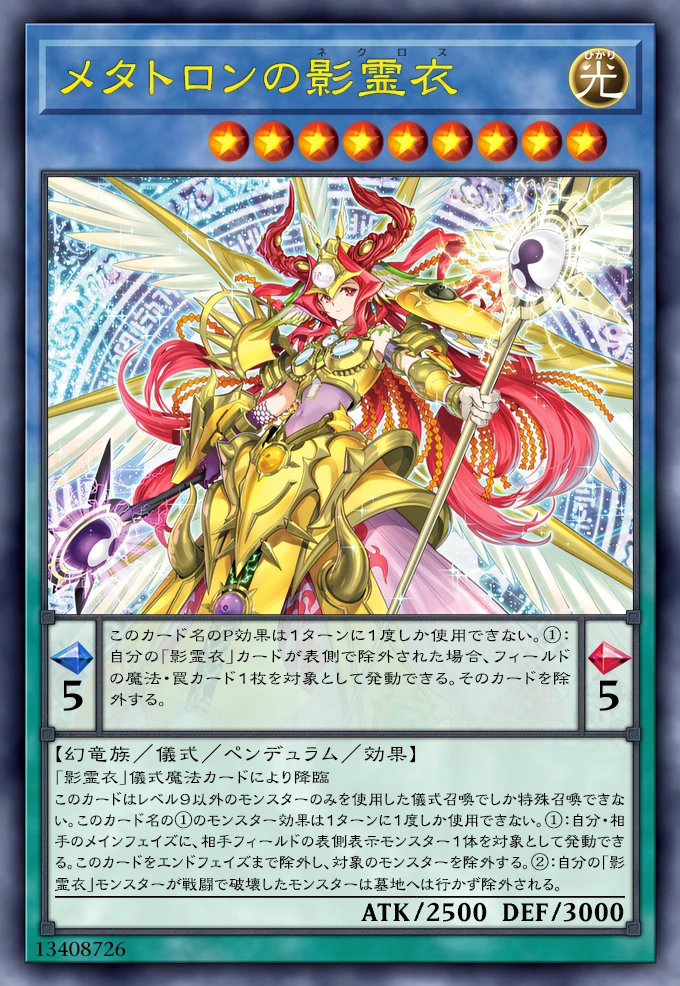 ネクロス
メタトロンの影霊衣
ひかり
光
このカード名のP効果は1ターンに1度しか使用できない。①:
自分の「影霊衣」カードが表側で除外された場合、フィールド
の魔法・罠カード1枚を対象として発動できる。そのカードを除
外する。
5
5
【幻竜族/儀式/ペンデュラム/効果】
「影霊衣」儀式魔法カードにより降臨
このカードはレベル9以外のモンスターのみを使用した儀式召喚でしか特殊召喚できな
い。このカード名の①のモンスター効果は1ターンに1度しか使用できない。①:自分・相
手のメインフェイズに、相手フィールドの表側表示モンスター1体を対象として発動でき
る。このカードをエンドフェイズまで除外し、対象のモンスターを除外する。②:自分の「影
霊衣」モンスターが戦闘で破壊したモンスターは墓地へは行かず除外される。
ATK/2500 DEF/3000
13408726